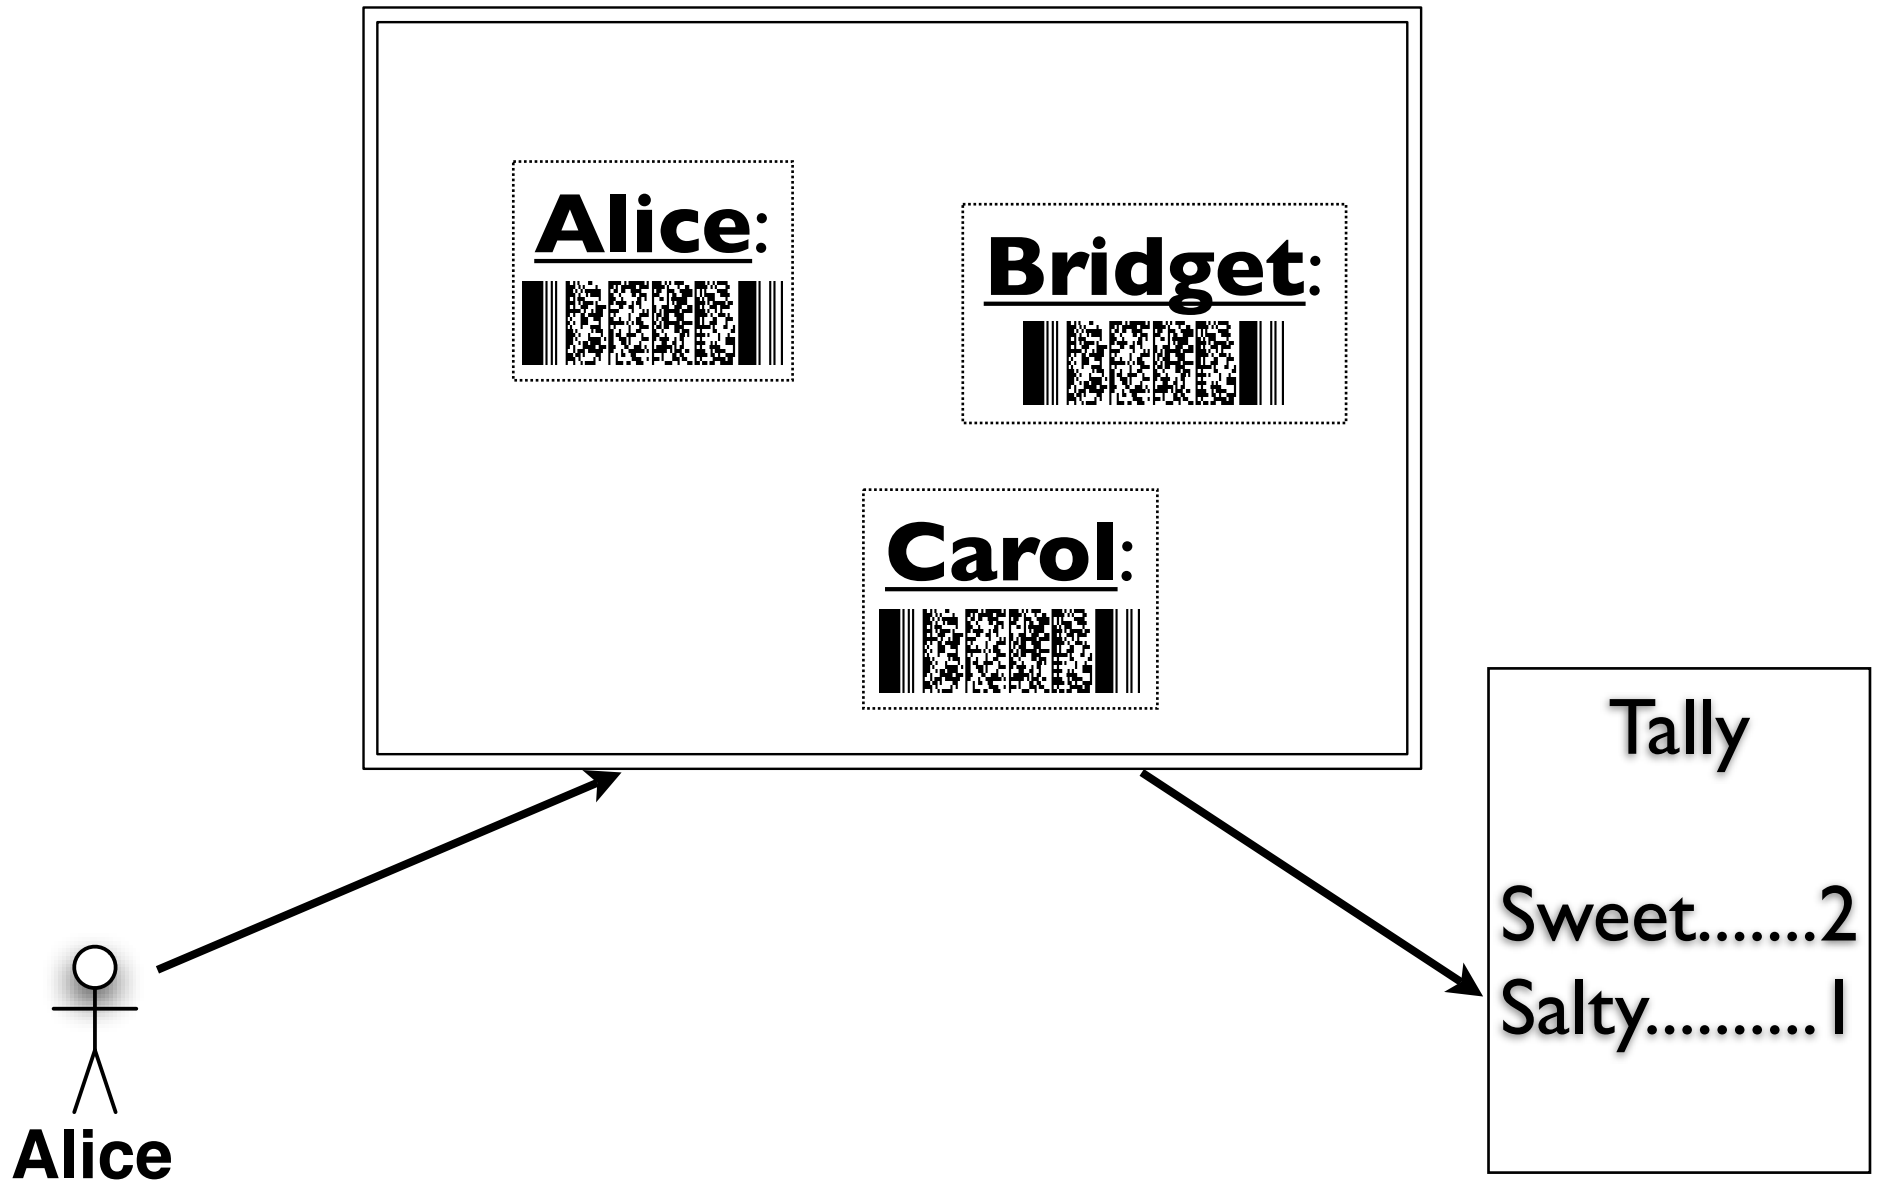 Alice:
Bridget:
Carol:
Tally
Sweet.......2
Salty..........1
Alice